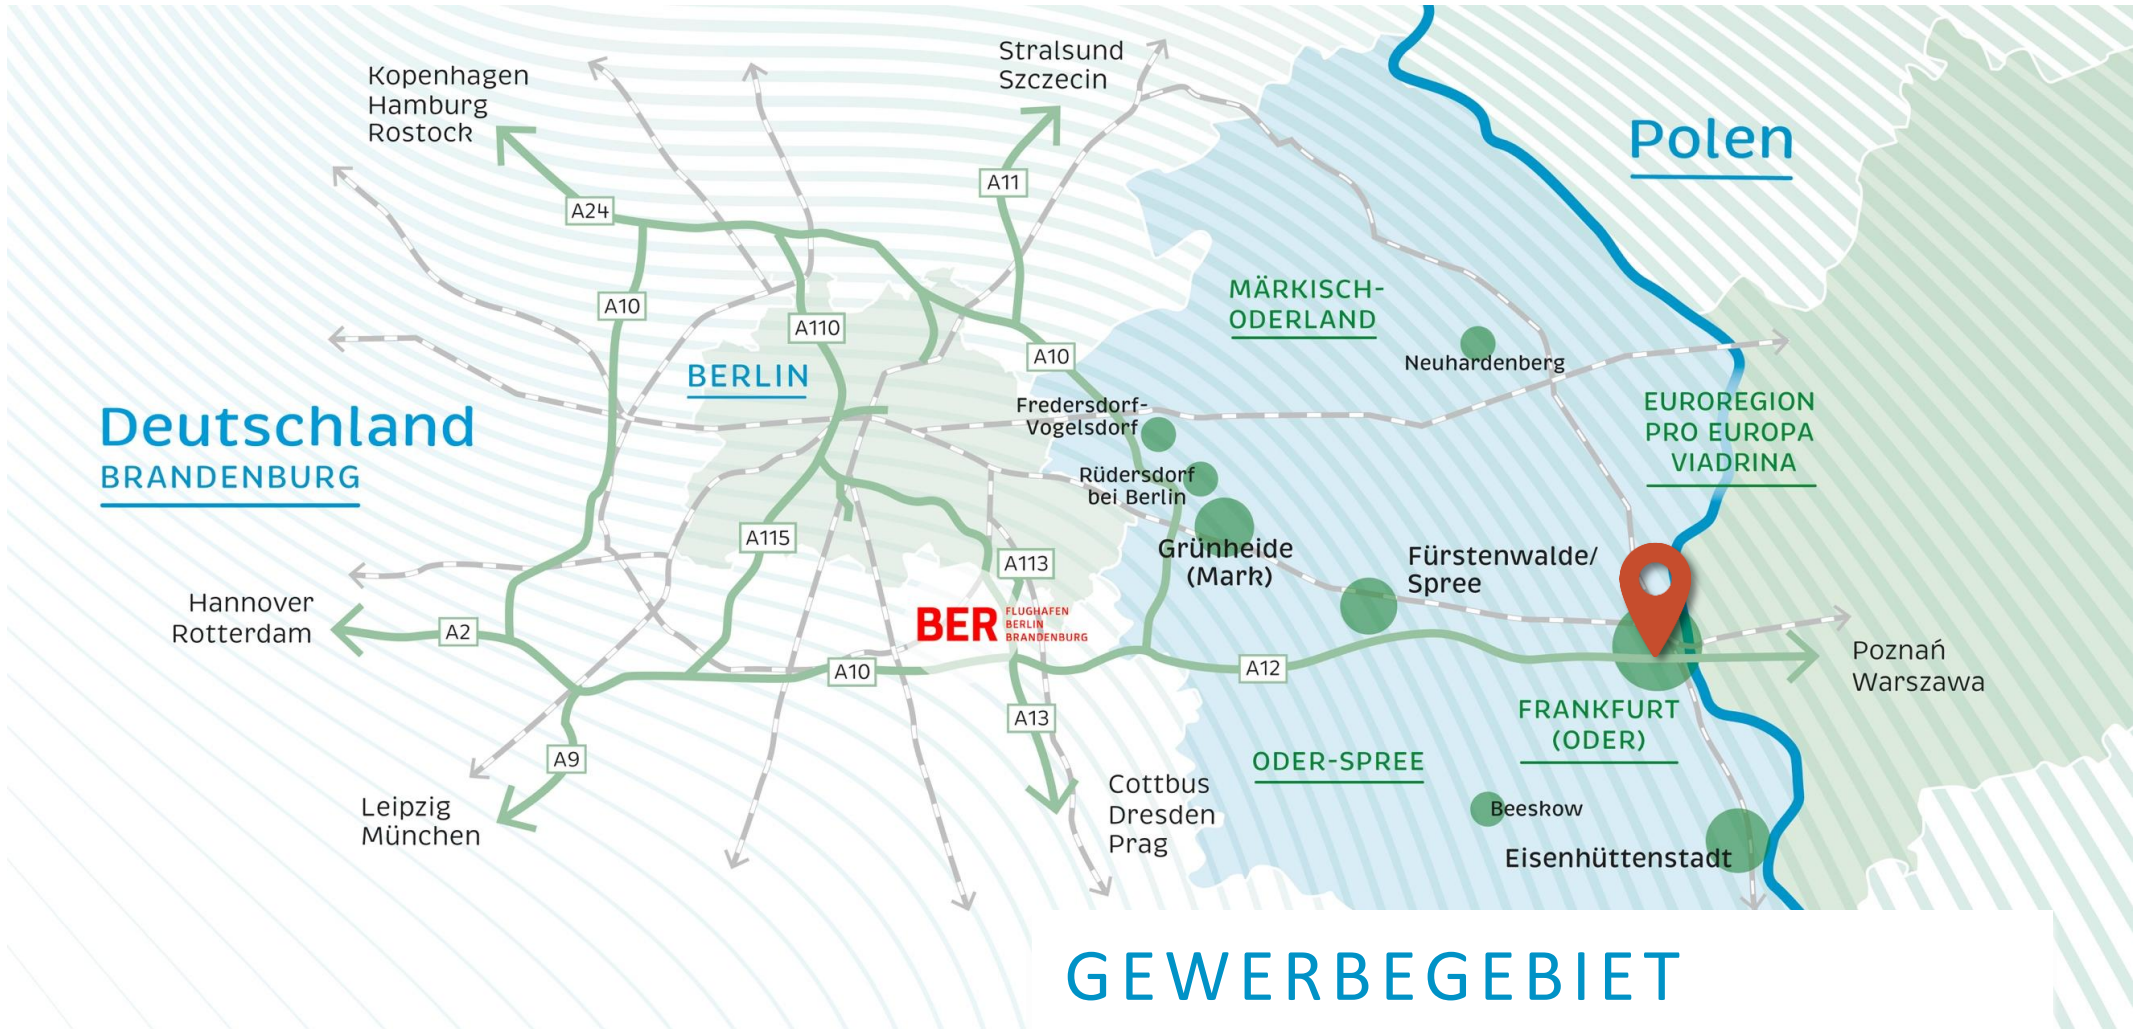 Stralsund
Szczecin
Kopenhagen
Hamburg
Rostock
Polen
A11
A24
A10
A110
MÄRKISCH-
ODERLAND
A10
Neuhardenberg
BERLIN
Deutschland
BRANDENBURG
Fredersdorf-
Vogelsdorf
EUROREGION
PRO EUROPA
VIADRINA
Rüdersdorf
bei Berlin
A115
Grünheide
(Mark)
Fürstenwalde/
Spree
A113
Hannover
Rotterdam
A2
BER
FLUGHAFEN
BERLIN
BRANDENBURG
A10
A12
Poznań
Warszawa
A13
FRANKFURT
(ODER)
A9
ODER-SPREE
Leipzig
München
Cottbus
Dresden
Prag
Beeskow
Eisenhüttenstadt
GEWERBEGEBIET